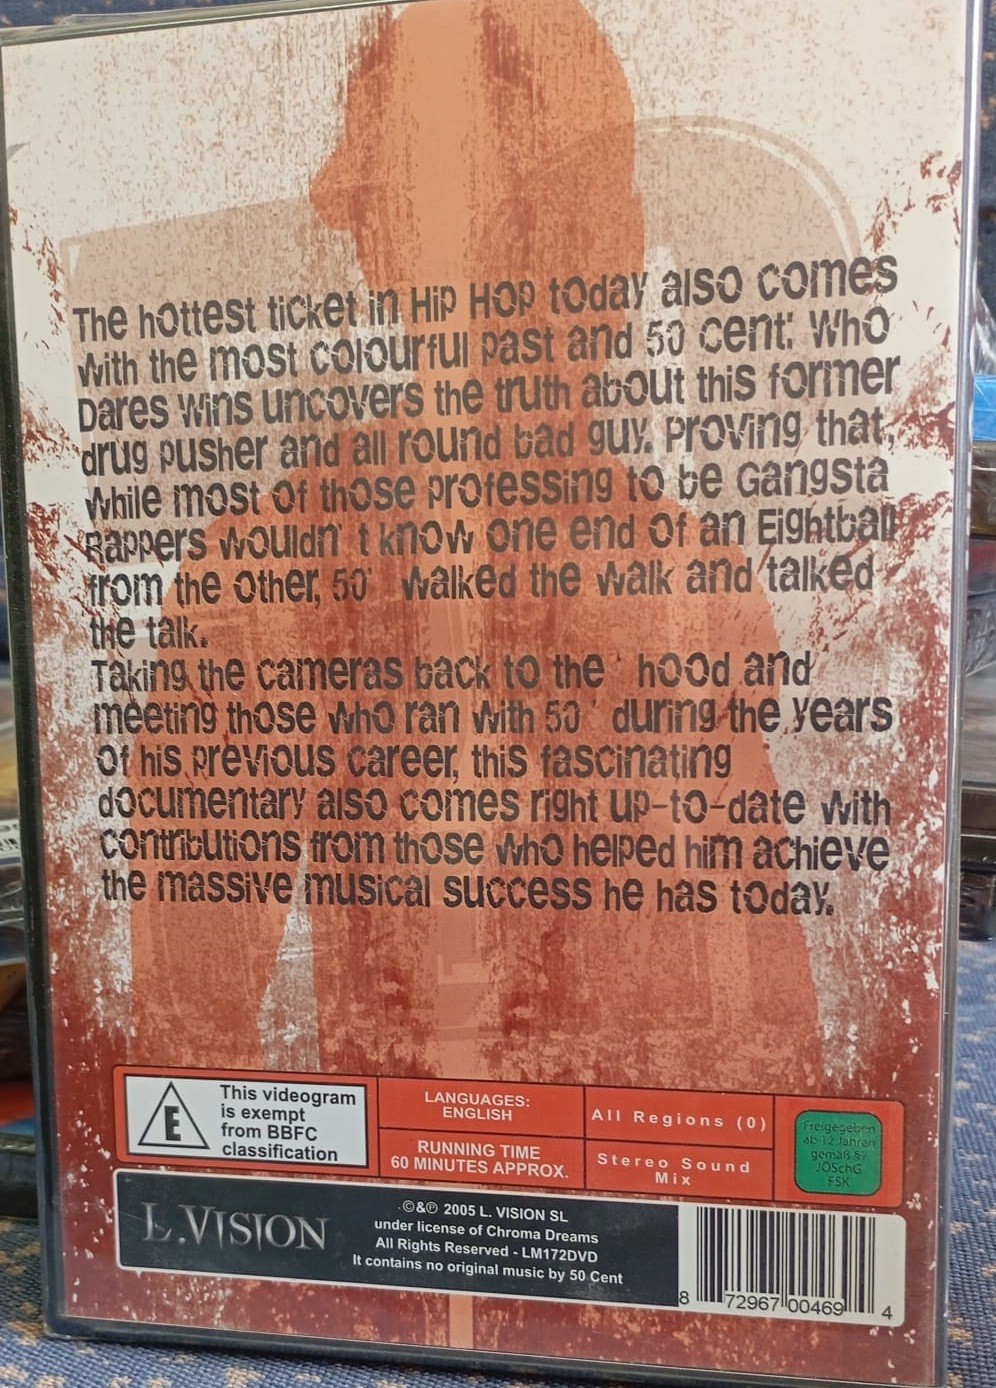 The hottest ticket in Hip Hop today also comes
with the most colourful past and 50 cent: Who
Dares Wins uncovers the truth about this former
drug pusher and all round bad guy. Proving that,
while most of those professing to be Gangsta
Rappers wouldn't know one end of an Eightball
from the other, 50' walked the walk and talked
the talk.
Taking the cameras back to the 'hood and
meeting those who ran with 50' during the years
of his previous career, this fascinating
documentary also comes right up-to-date with
contributions from those who helped him achieve
the massive musical success he has today.
E
This videogram
is exempt
from BBFC
classification
LANGUAGES:
ENGLISH
RUNNING TIME
60 MINUTES APPROX.
All Regions (0)
Stereo Sound
Mix
Freigegeben
ab 12 Jahren
gemäß §7
JÖSchG
FSK
L.VISION
©&℗ 2005 L. VISION SL
under license of Chroma Dreams
All Rights Reserved - LM172DVD
It contains no original music by 50 Cent
8 72967 00469 4